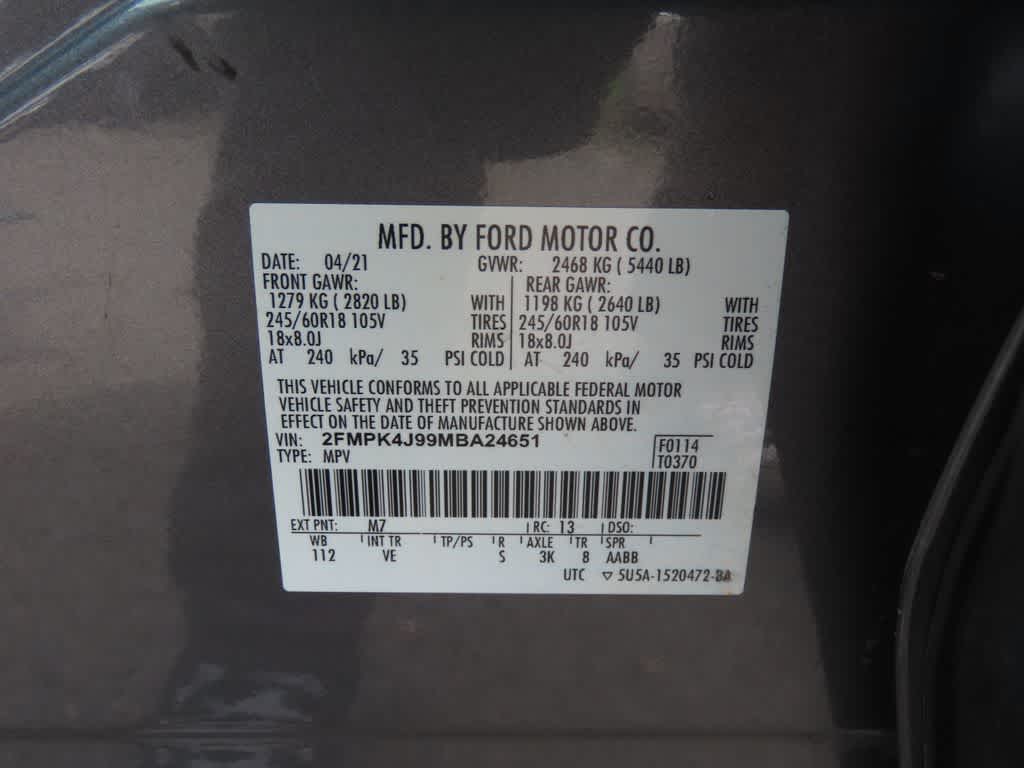 MFD. BY FORD MOTOR CO.
DATE: 04/21 GVWR: 2468 KG ( 5440 LB)
FRONT GAWR: REAR GAWR:
1279 KG ( 2820 LB) WITH 1198 KG ( 2640 LB) WITH
245/60R18 105V TIRES 245/60R18 105V TIRES
18x8.0J RIMS 18x8.0J RIMS
AT 240 kPa/ 35 PSI COLD AT 240 kPa/ 35 PSI COLD
THIS VEHICLE CONFORMS TO ALL APPLICABLE FEDERAL MOTOR
VEHICLE SAFETY AND THEFT PREVENTION STANDARDS IN
EFFECT ON THE DATE OF MANUFACTURE SHOWN ABOVE.
VIN: 2FMPK4J99MBA24651 F0114
TYPE: MPV T0370
EXT PNT: M7 RC: 13 DSO:
WB INT TR TP/PS R AXLE TR SPR
112 VE S 3K 8 AABB
UTC ▽ 5U5A-1520472-BA